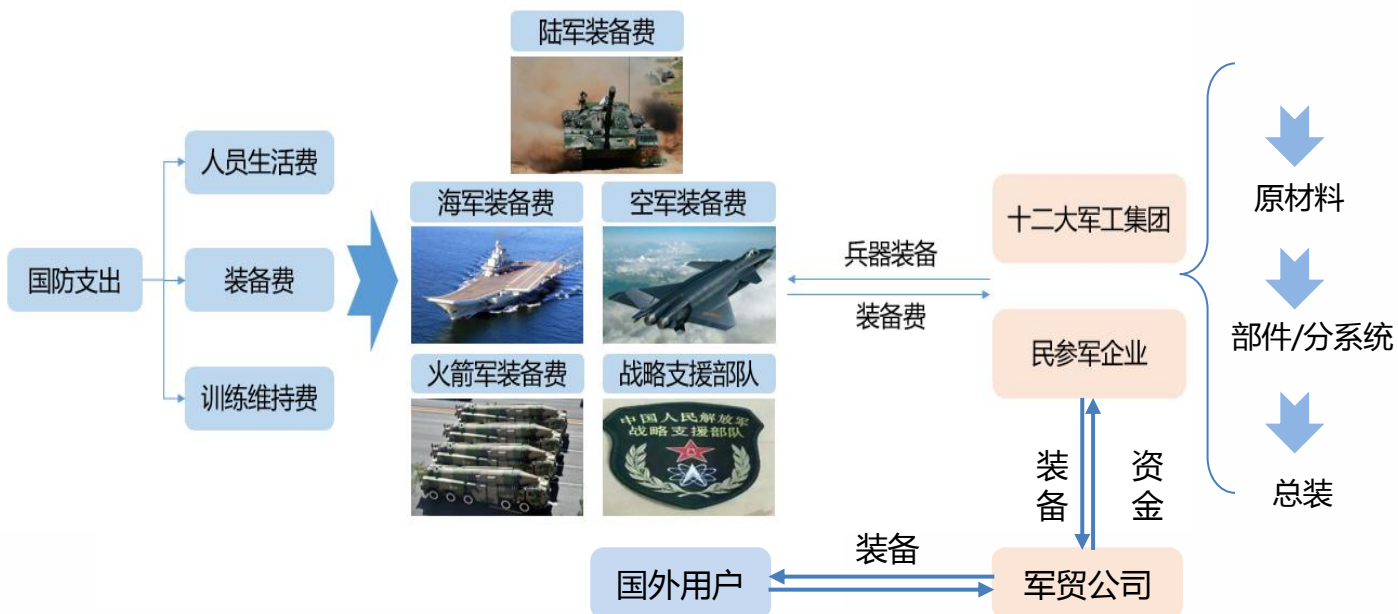 陆军装备费
人员生活费
海军装备费
空军装备费
十二大军工集团
原材料
国防支出
装备费
兵器装备
装备费
民参军企业
部件/分系统
训练维持费
火箭军装备费
战略支援部队
中国人民解放军
战略支援部队
装备
资金
总装
装备
国外用户
军贸公司